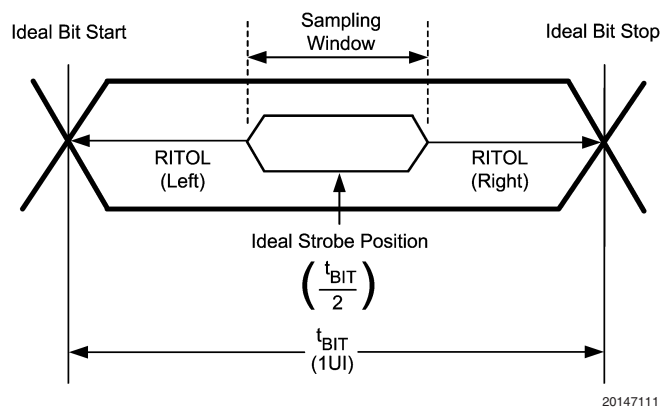 Sampling
Window
Ideal Bit Start
Ideal Bit Stop
RITOL
(Left)
RITOL
(Right)
Ideal Strobe Position
(tBIT
2)
tBIT
(1UI)
20147111